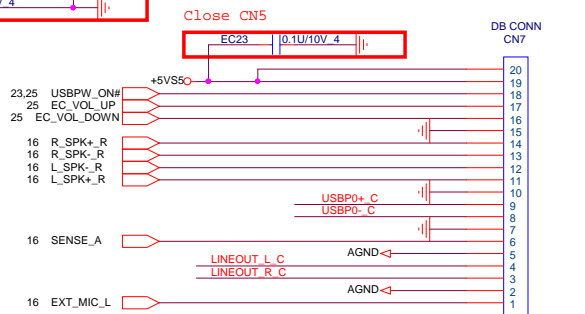 _4
Close CN5
DB CONN
CN7
EC23 0.1U/10V_4
+5VS5
20
19
23,25 USBPW_ON# 18
25 EC_VOL_UP 17
25 EC_VOL_DOWN 16
15
16 R_SPK+_R 14
16 R_SPK-_R 13
16 L_SPK-_R 12
16 L_SPK+_R 11
10
USBP0+_C 9
USBP0-_C 8
7
16 SENSE_A 6
AGND 5
LINEOUT_L_C 4
LINEOUT_R_C 3
AGND 2
16 EXT_MIC_L 1